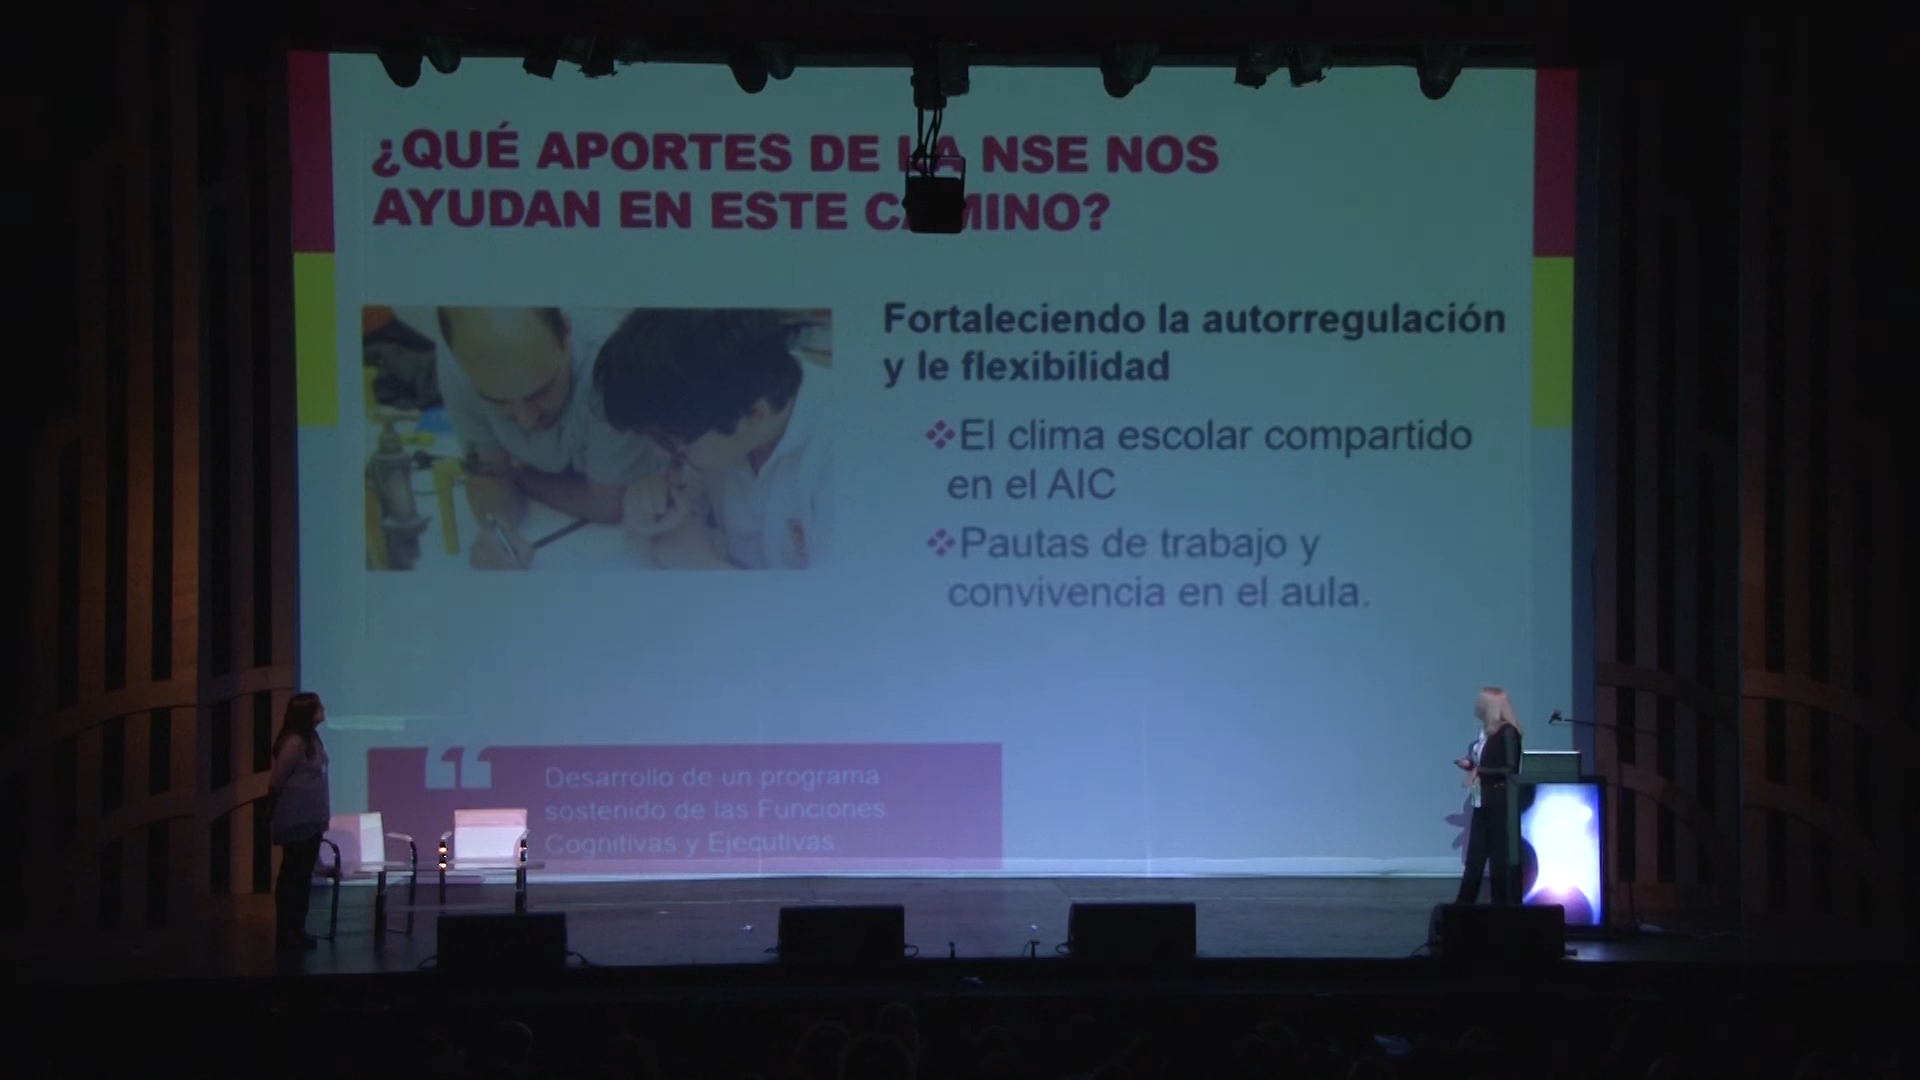 ¿QUÉ APORTES DE LA NSE NOS
AYUDAN EN ESTE CAMINO?
Fortaleciendo la autorregulación
y le flexibilidad
❖El clima escolar compartido
en el AIC
❖Pautas de trabajo y
convivencia en el aula.
“ Desarrollo de un programa
sostenido de las Funciones
Cognitivas y Ejecutivas